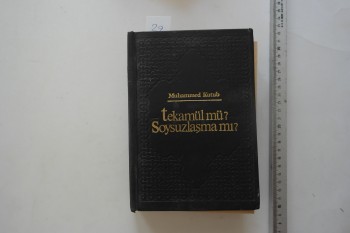 Muhammed Kutub
tekamül mü?
Soysuzlaşma mı?